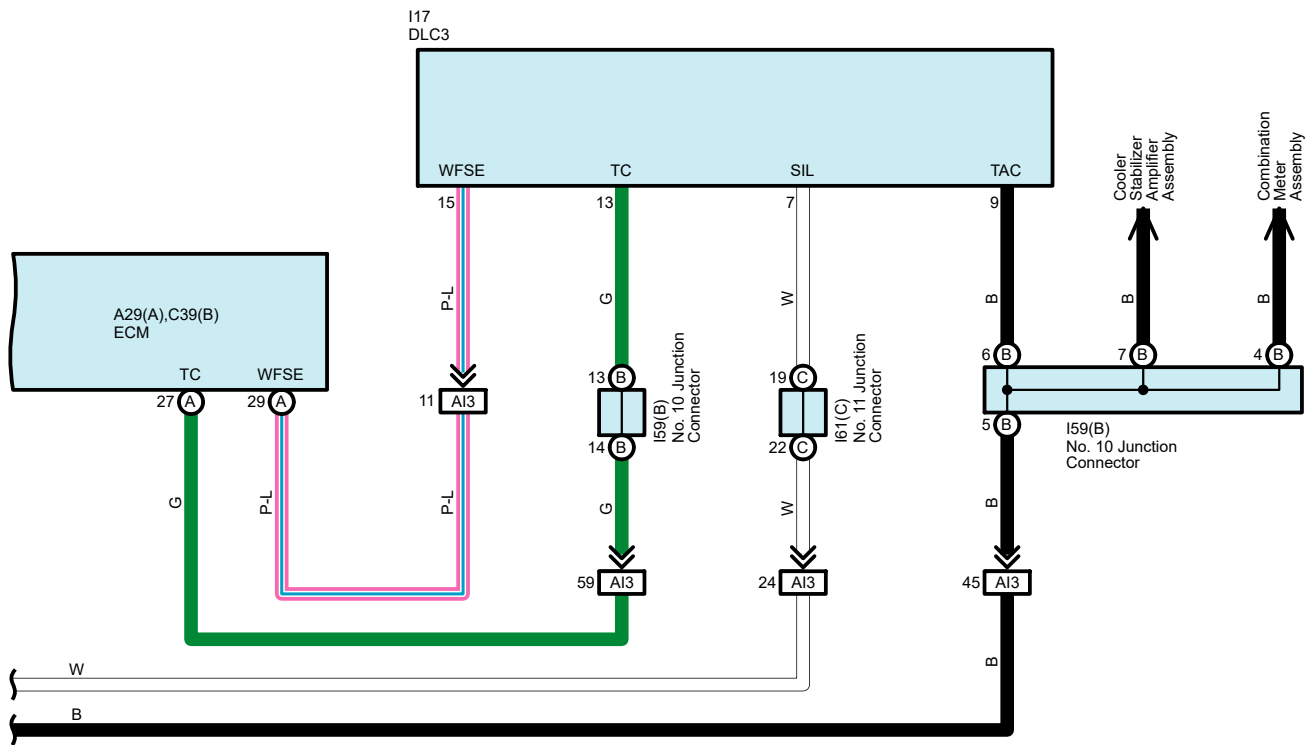 I17
DLC3
WFSE
TC
SIL
TAC
15
13
7
9
Cooler
Stabilizer
Amplifier
Assembly
Combination
Meter
Assembly
A29(A),C39(B)
ECM
TC
WFSE
27 A
29 A
P-L
G
W
B
B
B
11 AI3
13 B
14 B
I59(B)
No. 10 Junction
Connector
19 C
22 C
I61(C)
No. 11 Junction
Connector
6 B
7 B
4 B
5 B
I59(B)
No. 10 Junction
Connector
G
P-L
P-L
G
W
B
59 AI3
24 AI3
45 AI3
B
W
B